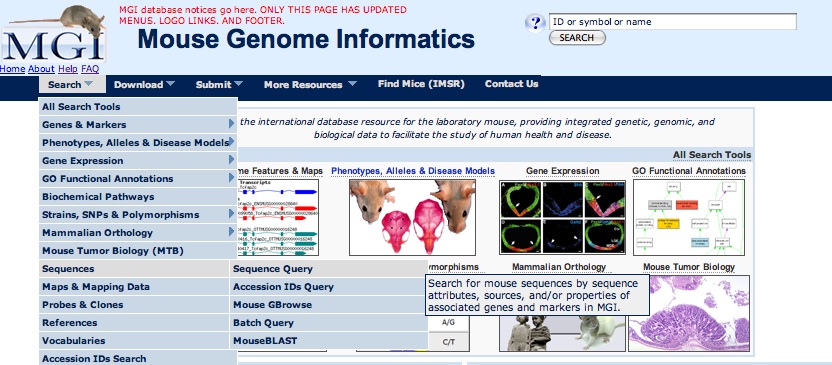 MGI database notices go here. ONLY THIS PAGE HAS UPDATED
MENUS. LOGO LINKS. AND FOOTER.
MGI
Mouse Genome Informatics
? ID or symbol or name
SEARCH
Home About Help FAQ
Search Download Submit More Resources Find Mice (IMSR) Contact Us
All Search Tools
Genes & Markers
Phenotypes, Alleles & Disease Models
Gene Expression
GO Functional Annotations
Biochemical Pathways
Strains, SNPs & Polymorphisms
Mammalian Orthology
Mouse Tumor Biology (MTB)
Sequences
Maps & Mapping Data
Probes & Clones
References
Vocabularies
Accession IDs Search
Sequence Query
Accession IDs Query
Mouse GBrowse
Batch Query
MouseBLAST
Search for mouse sequences by sequence
attributes, sources, and/or properties of
associated genes and markers in MGI.
the international database resource for the laboratory mouse, providing integrated genetic, genomic, and
biological data to facilitate the study of human health and disease.
All Search Tools
me Features & Maps Phenotypes, Alleles & Disease Models Gene Expression GO Functional Annotations
Transcripts
ymorphisms Mammalian Orthology Mouse Tumor Biology
A/G
C/T